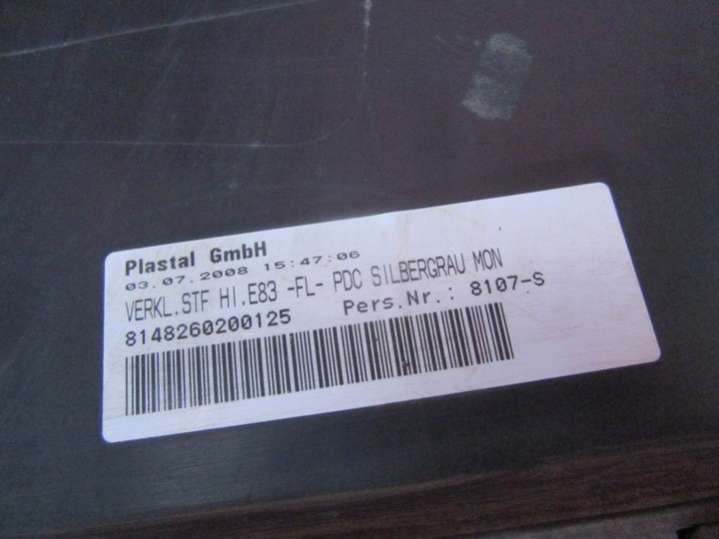 Plastal GmbH
03.07.2008 15:47:06
VERKL.STF HI.E83 -FL- PDC SILBERGRAU MON
8148260200125 Pers.Nr.: 8107-S